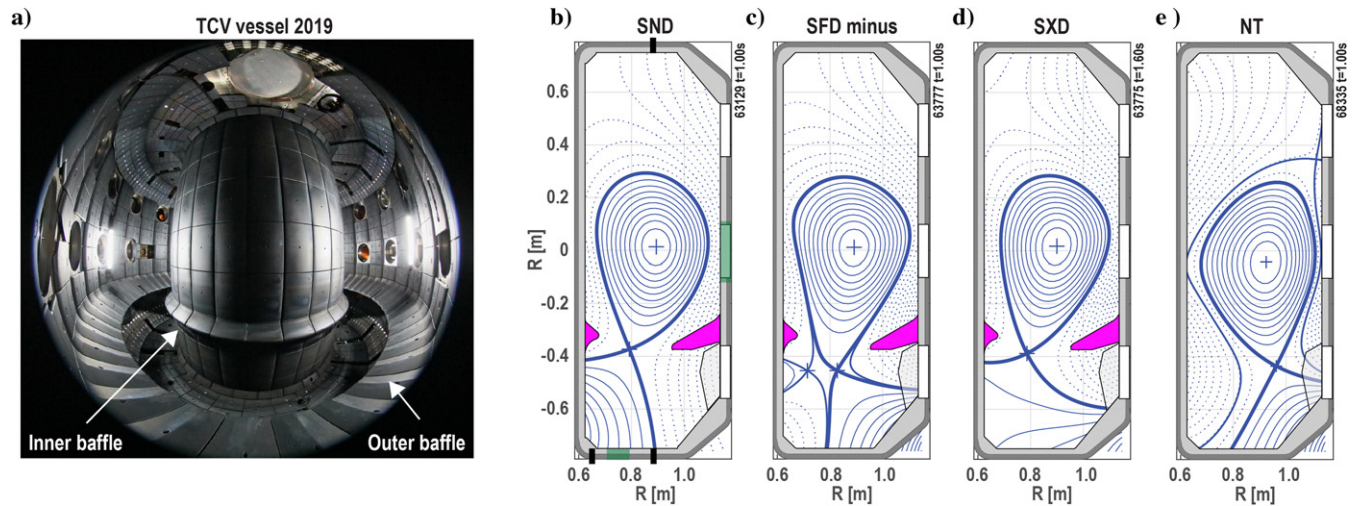 a)
TCV vessel 2019
Inner baffle
Outer baffle
b)
SND
c)
SFD minus
d)
SXD
e )
NT
63129 t=1.00s
63777 t=1.00s
63775 t=1.60s
68335 t=1.00s
R [m]
0.6
0.4
0.2
0
-0.2
-0.4
-0.6
0.6 0.8 1.0
R [m]
0.6 0.8 1.0
R [m]
0.6 0.8 1.0
R [m]
0.6 0.8 1.0
R [m]